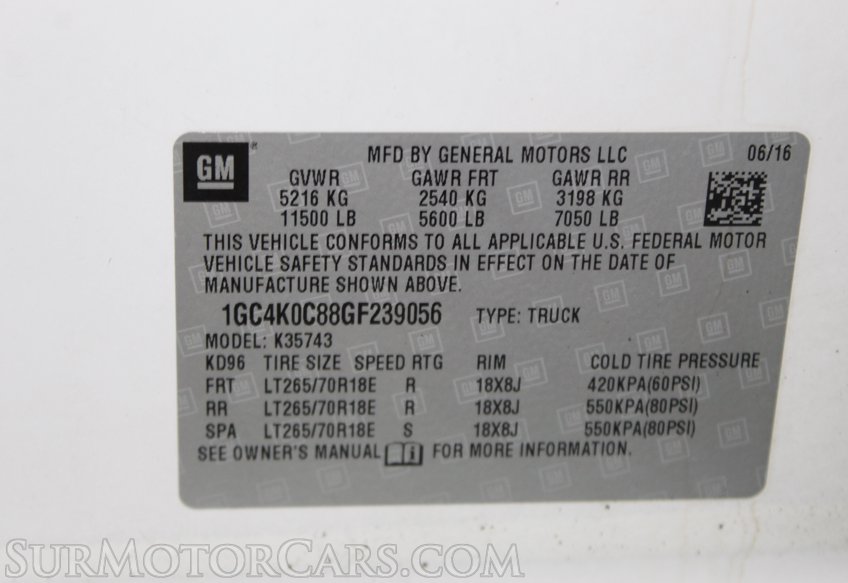 GM
MFD BY GENERAL MOTORS LLC 06/16
GVWR GAWR FRT GAWR RR
5216 KG 2540 KG 3198 KG
11500 LB 5600 LB 7050 LB
THIS VEHICLE CONFORMS TO ALL APPLICABLE U.S. FEDERAL MOTOR
VEHICLE SAFETY STANDARDS IN EFFECT ON THE DATE OF
MANUFACTURE SHOWN ABOVE.
1GC4K0C88GF239056 TYPE: TRUCK
MODEL: K35743
KD96 TIRE SIZE SPEED RTG RIM COLD TIRE PRESSURE
FRT LT265/70R18E R 18X8J 420KPA(60PSI)
RR LT265/70R18E R 18X8J 550KPA(80PSI)
SPA LT265/70R18E S 18X8J 550KPA(80PSI)
SEE OWNER'S MANUAL FOR MORE INFORMATION.
SurMotorCars.com